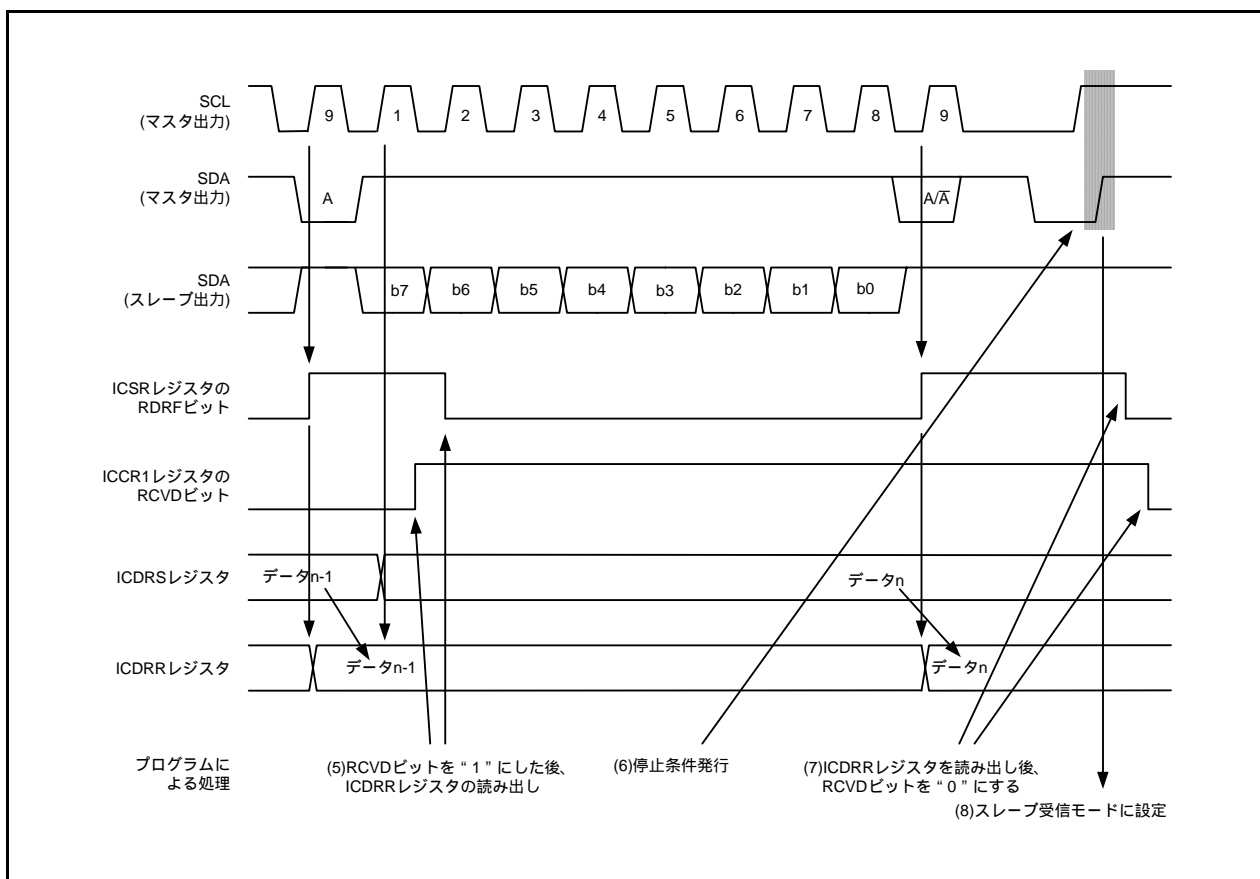 SCL
(マスタ出力)
9 1 2 3 4 5 6 7 8 9
SDA
(マスタ出力)
A A/A̅
SDA
(スレーブ出力)
b7 b6 b5 b4 b3 b2 b1 b0
ICSRレジスタの
RDRFビット
ICCR1レジスタの
RCVDビット
ICDRSレジスタ
データn-1 データn
ICDRRレジスタ
データn-1 データn
プログラムに
よる処理
(5)RCVDビットを“1”にした後、
ICDRRレジスタの読み出し
(6)停止条件発行
(7)ICDRRレジスタを読み出し後、
RCVDビットを“0”にする
(8)スレーブ受信モードに設定